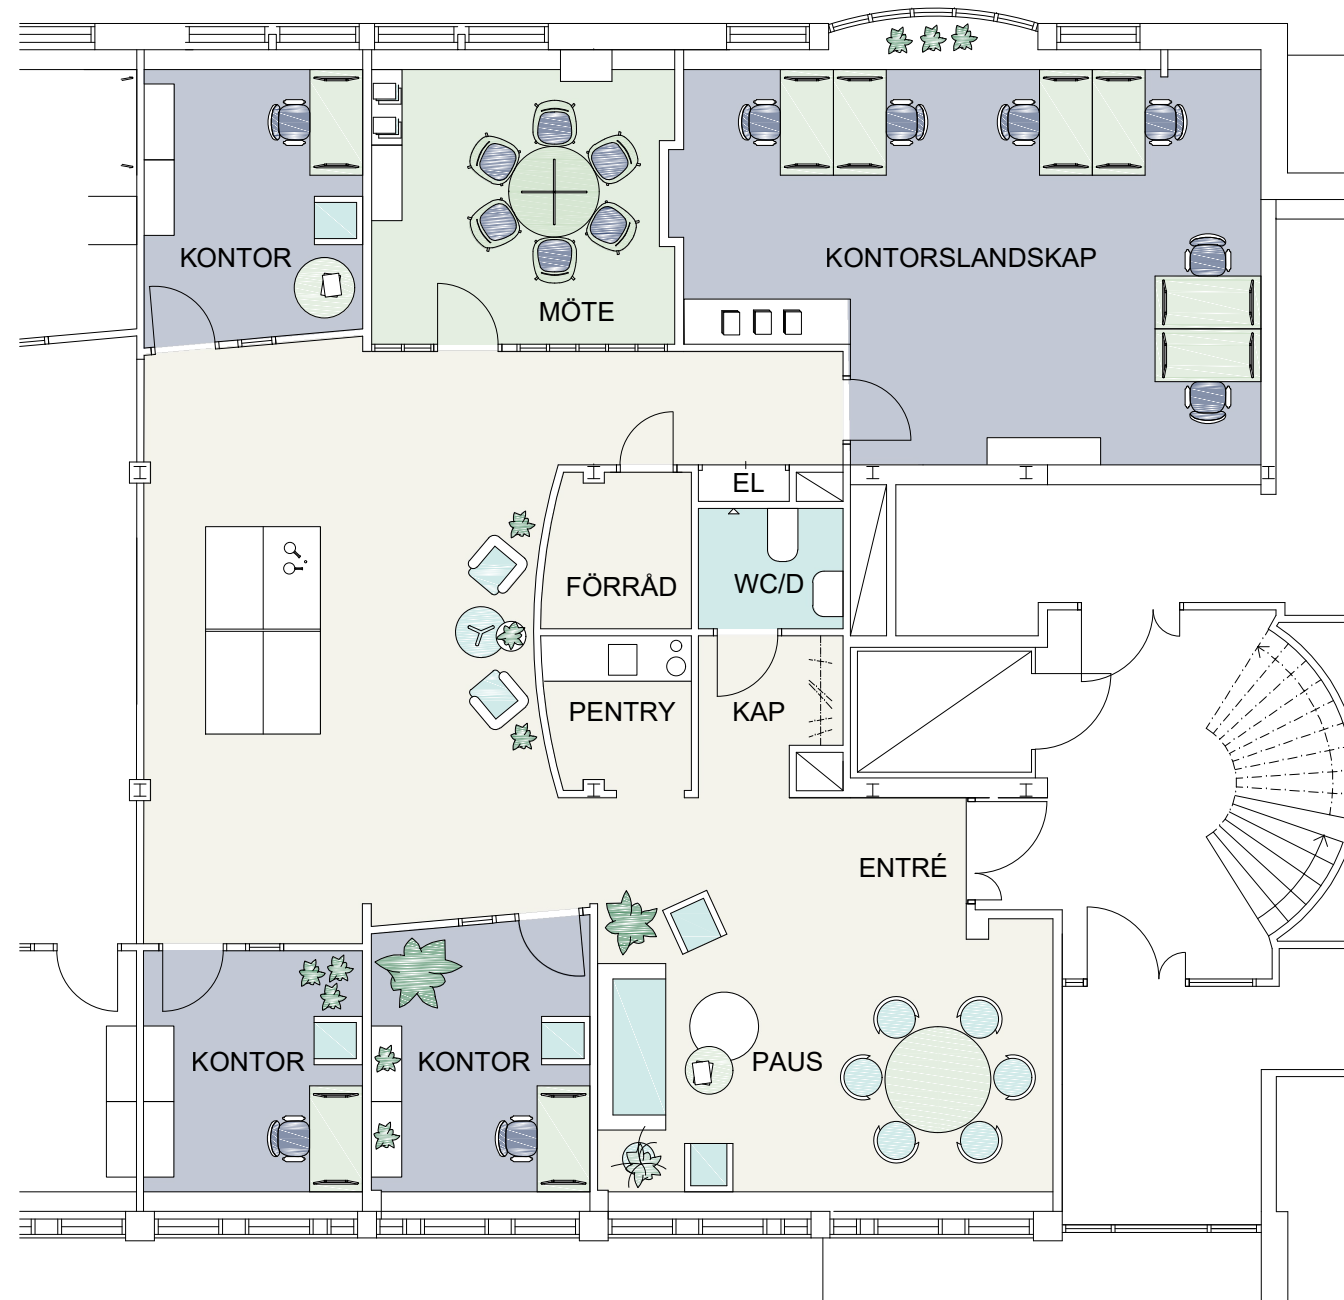 KONTOR
MÖTE
KONTORSLANDSKAP
EL
FÖRRÅD
WC/D
PENTRY
KAP
ENTRÉ
KONTOR
KONTOR
PAUS